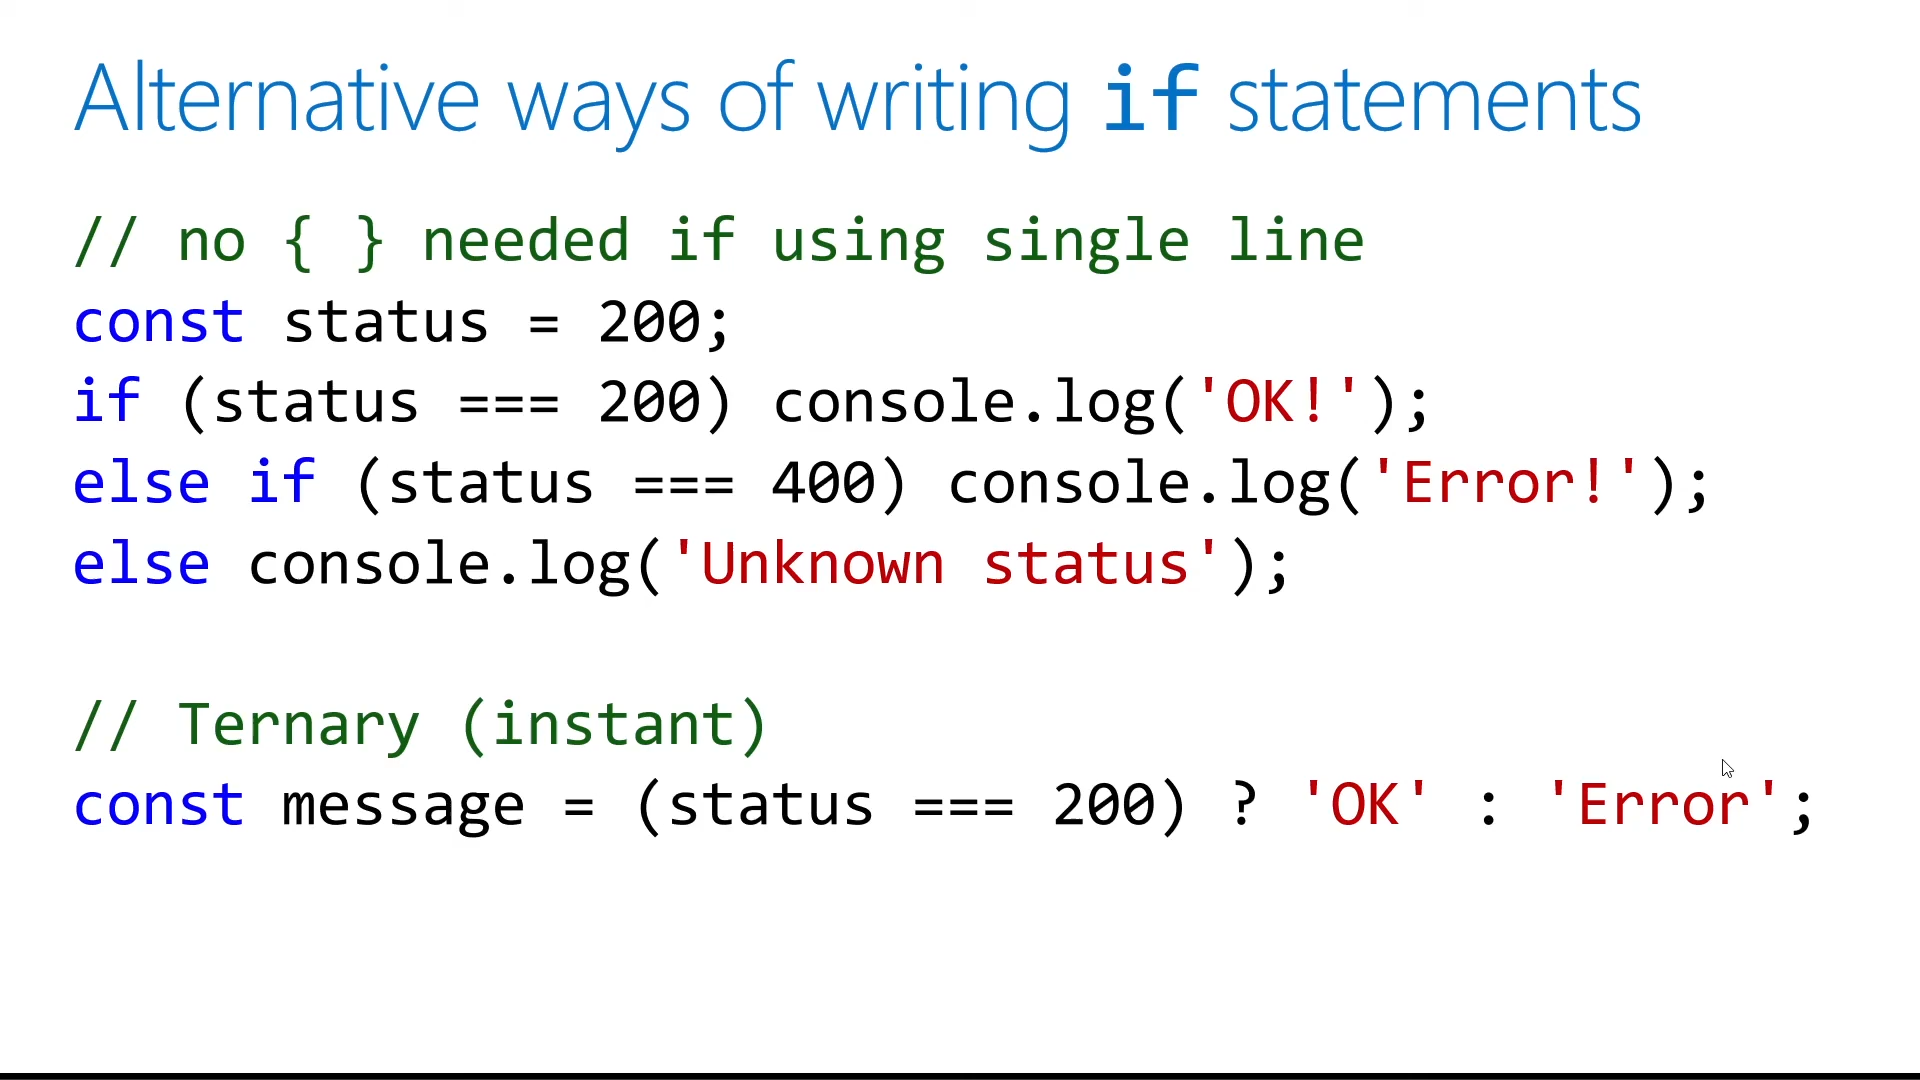 Alternative ways of writing if statements
// no { } needed if using single line
const status = 200;
if (status === 200) console.log('OK!');
else if (status === 400) console.log('Error!');
else console.log('Unknown status');
// Ternary (instant)
const message = (status === 200) ? 'OK' : 'Error';